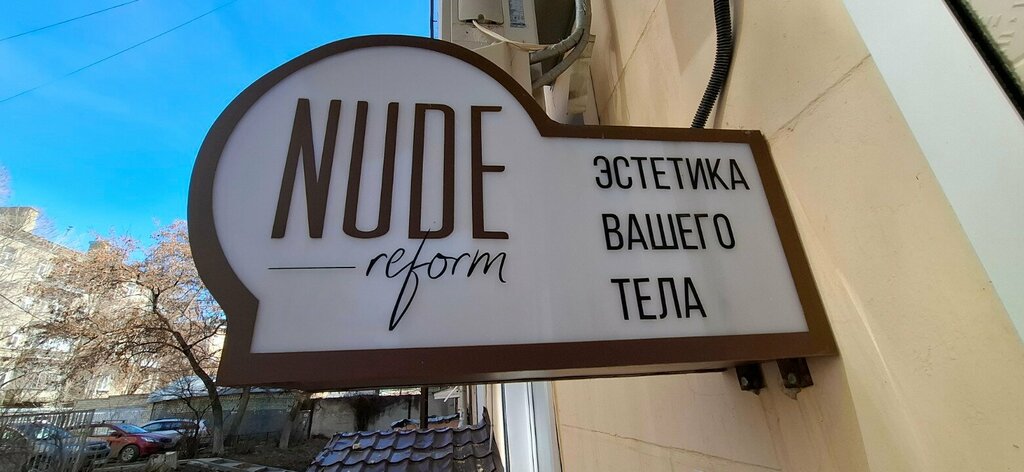 NUDE
reform
ЭСТЕТИКА
ВАШЕГО
ТЕЛА